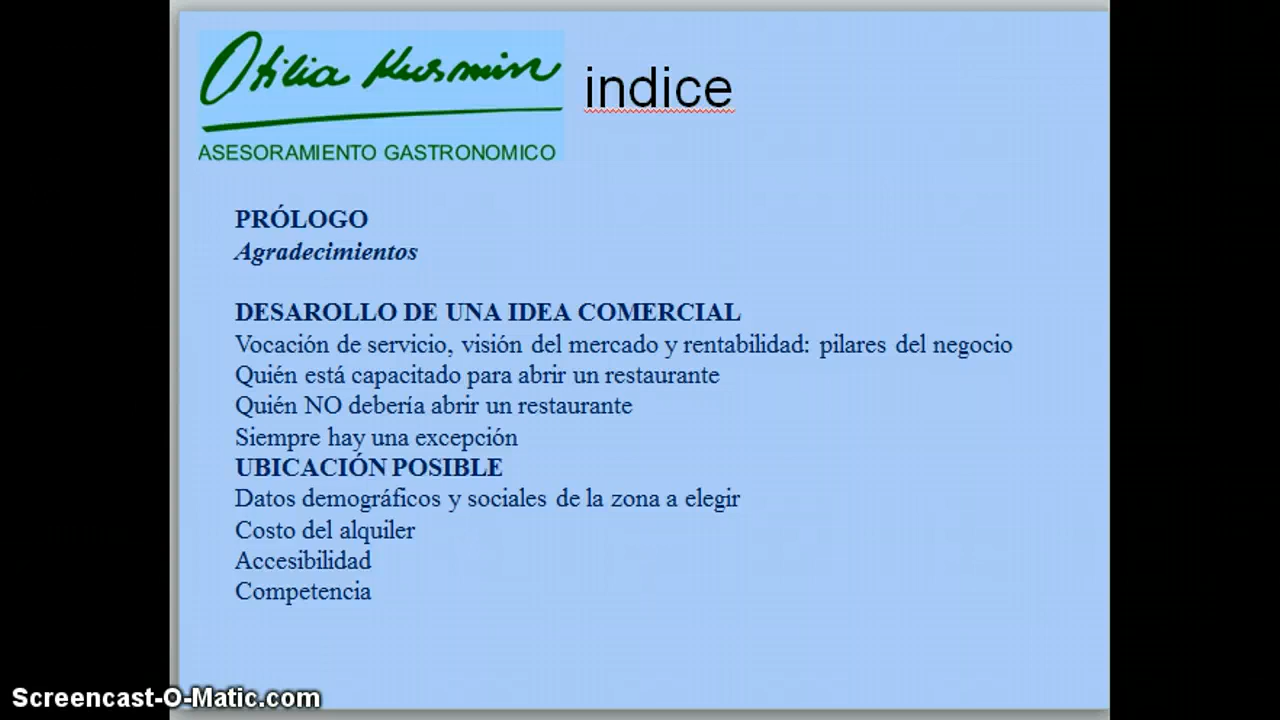 Otilia Kusmin
indice
ASESORAMIENTO GASTRONOMICO
PRÓLOGO
Agradecimientos
DESAROLLO DE UNA IDEA COMERCIAL
Vocación de servicio, visión del mercado y rentabilidad: pilares del negocio
Quién está capacitado para abrir un restaurante
Quién NO debería abrir un restaurante
Siempre hay una excepción
UBICACIÓN POSIBLE
Datos demográficos y sociales de la zona a elegir
Costo del alquiler
Accesibilidad
Competencia
Screencast-O-Matic.com